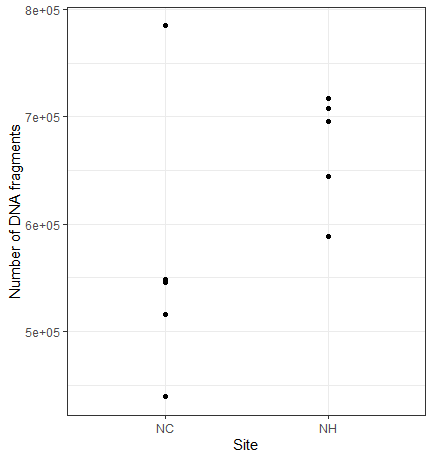 Number of DNA fragments
8e+05
7e+05
6e+05
5e+05
NC NH
Site